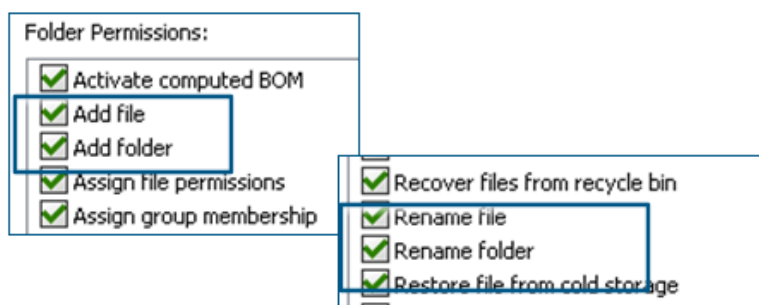 Folder Permissions:
Activate computed BOM
Add file
Add folder
Assign file permissions
Assign group membership
Recover files from recycle bin
Rename file
Rename folder
Restore file from cold storage